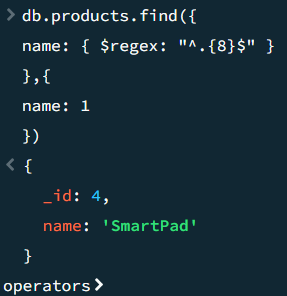 > db.products.find({
name: { $regex: "^.{8}$" }
},{
name: 1
})
< {
_id: 4,
name: 'SmartPad'
}
operators>